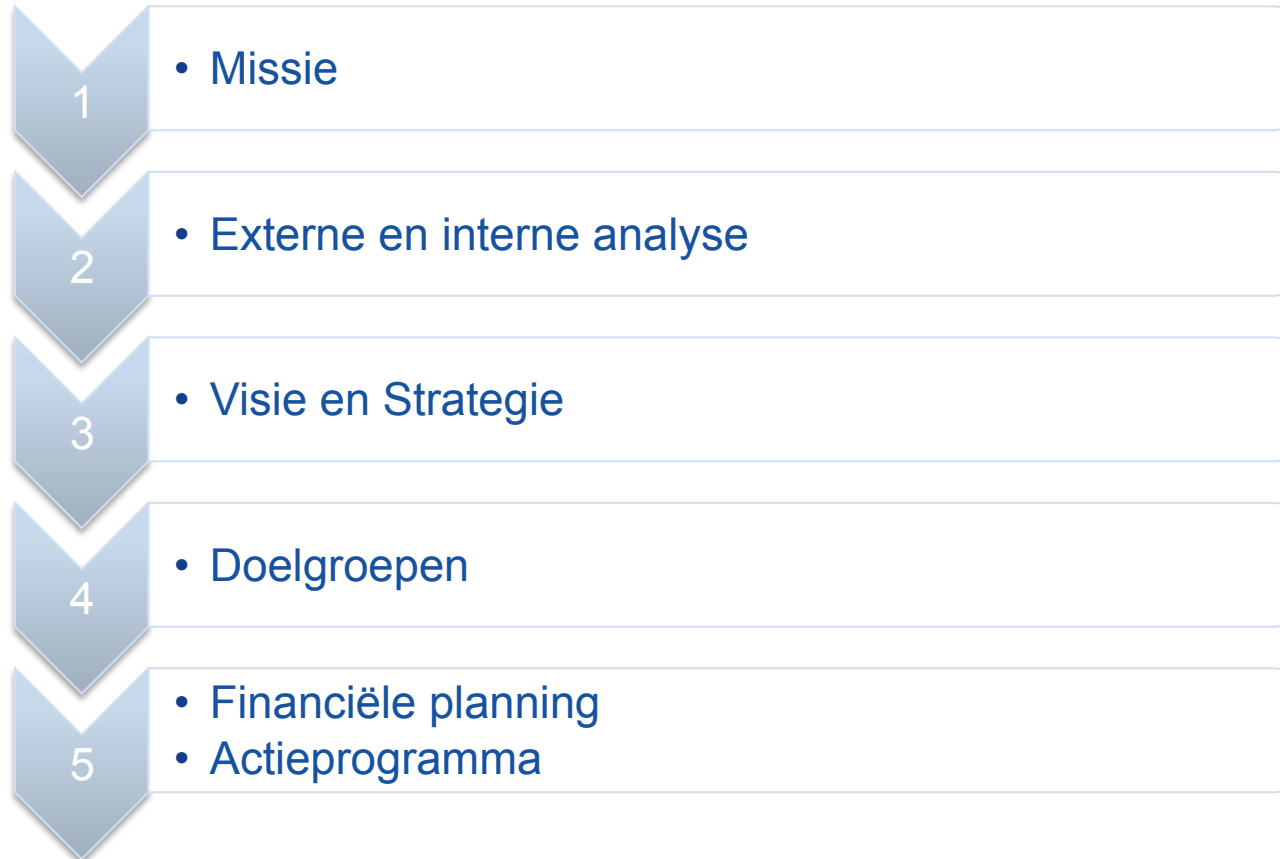 1
• Missie
2
• Externe en interne analyse
3
• Visie en Strategie
4
• Doelgroepen
5
• Financiële planning
• Actieprogramma